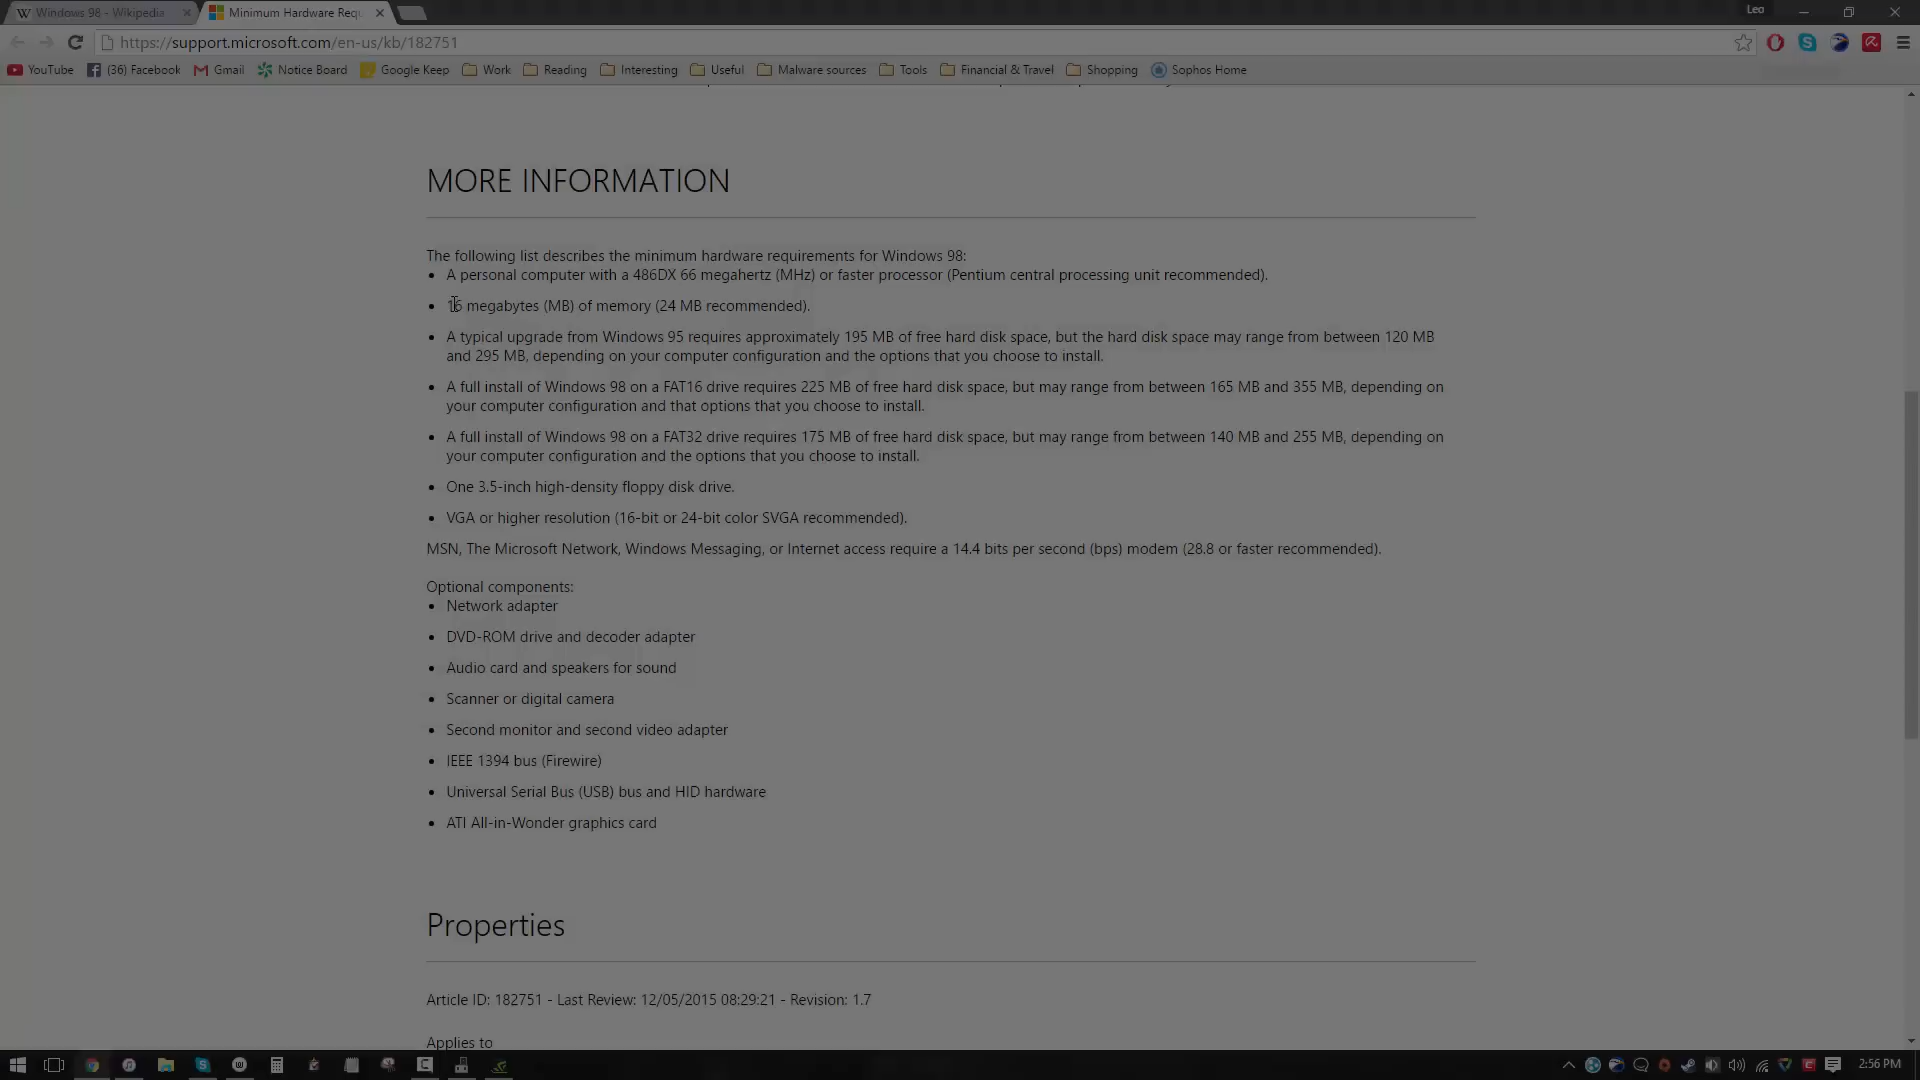 Windows 98 - Wikipedia
Minimum Hardware Requ
Leo
https://support.microsoft.com/en-us/kb/182751
YouTube
(36) Facebook
Gmail
Notice Board
Google Keep
Work
Reading
Interesting
Useful
Malware sources
Tools
Financial & Travel
Shopping
Sophos Home
MORE INFORMATION
The following list describes the minimum hardware requirements for Windows 98:
• A personal computer with a 486DX 66 megahertz (MHz) or faster processor (Pentium central processing unit recommended).
• 16 megabytes (MB) of memory (24 MB recommended).
• A typical upgrade from Windows 95 requires approximately 195 MB of free hard disk space, but the hard disk space may range from between 120 MB
and 295 MB, depending on your computer configuration and the options that you choose to install.
• A full install of Windows 98 on a FAT16 drive requires 225 MB of free hard disk space, but may range from between 165 MB and 355 MB, depending on
your computer configuration and that options that you choose to install.
• A full install of Windows 98 on a FAT32 drive requires 175 MB of free hard disk space, but may range from between 140 MB and 255 MB, depending on
your computer configuration and the options that you choose to install.
• One 3.5-inch high-density floppy disk drive.
• VGA or higher resolution (16-bit or 24-bit color SVGA recommended).
MSN, The Microsoft Network, Windows Messaging, or Internet access require a 14.4 bits per second (bps) modem (28.8 or faster recommended).
Optional components:
• Network adapter
• DVD-ROM drive and decoder adapter
• Audio card and speakers for sound
• Scanner or digital camera
• Second monitor and second video adapter
• IEEE 1394 bus (Firewire)
• Universal Serial Bus (USB) bus and HID hardware
• ATI All-in-Wonder graphics card
Properties
Article ID: 182751 - Last Review: 12/05/2015 08:29:21 - Revision: 1.7
Applies to
2:56 PM